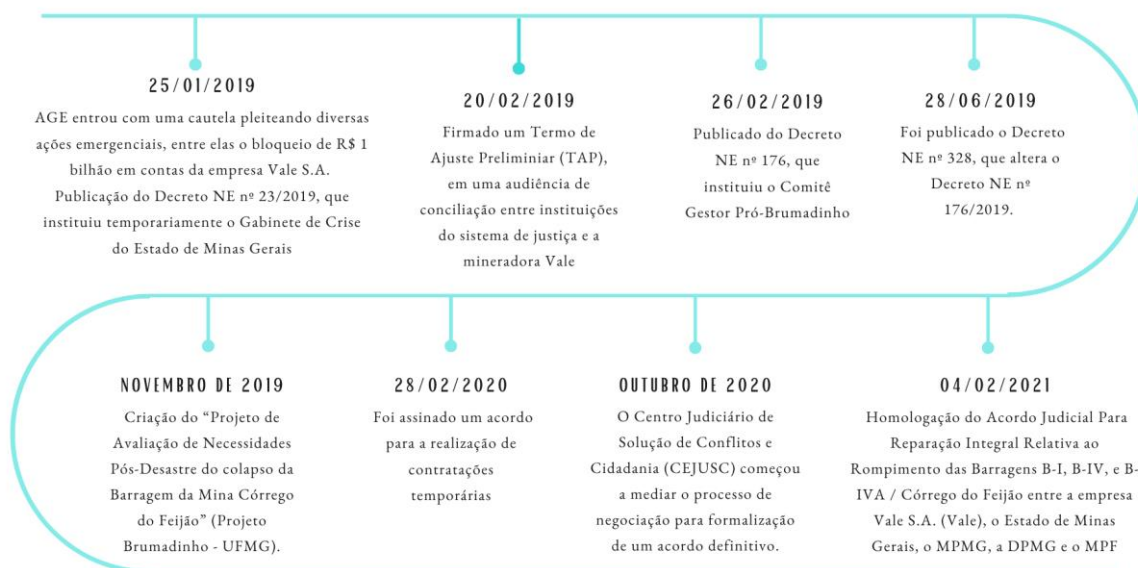 25/01/2019
AGE entrou com uma cautela pleiteando diversas
ações emergenciais, entre elas o bloqueio de R$ 1
bilhão em contas da empresa Vale S.A.
Publicação do Decreto NE nº 23/2019, que
instituiu temporariamente o Gabinete de Crise
do Estado de Minas Gerais
20/02/2019
Firmado um Termo de
Ajuste Preliminiar (TAP),
em uma audiência de
conciliação entre instituições
do sistema de justiça e a
mineradora Vale
26/02/2019
Publicado do Decreto
NE nº 176, que
instituiu o Comitê
Gestor Pró-Brumadinho
28/06/2019
Foi publicado o Decreto
NE nº 328, que altera o
Decreto NE nº
176/2019.
NOVEMBRO DE 2019
Criação do “Projeto de
Avaliação de Necessidades
Pós-Desastre do colapso da
Barragem da Mina Córrego
do Feijão” (Projeto
Brumadinho - UFMG).
28/02/2020
Foi assinado um acordo
para a realização de
contratações
temporárias
OUTUBRO DE 2020
O Centro Judiciário de
Solução de Conflitos e
Cidadania (CEJUSC) começou
a mediar o processo de
negociação para formalização
de um acordo definitivo.
04/02/2021
Homologação do Acordo Judicial Para
Reparação Integral Relativa ao
Rompimento das Barragens B-I, B-IV, e B-
IVA / Córrego do Feijão entre a empresa
Vale S.A. (Vale), o Estado de Minas
Gerais, o MPMG, a DPMG e o MPF